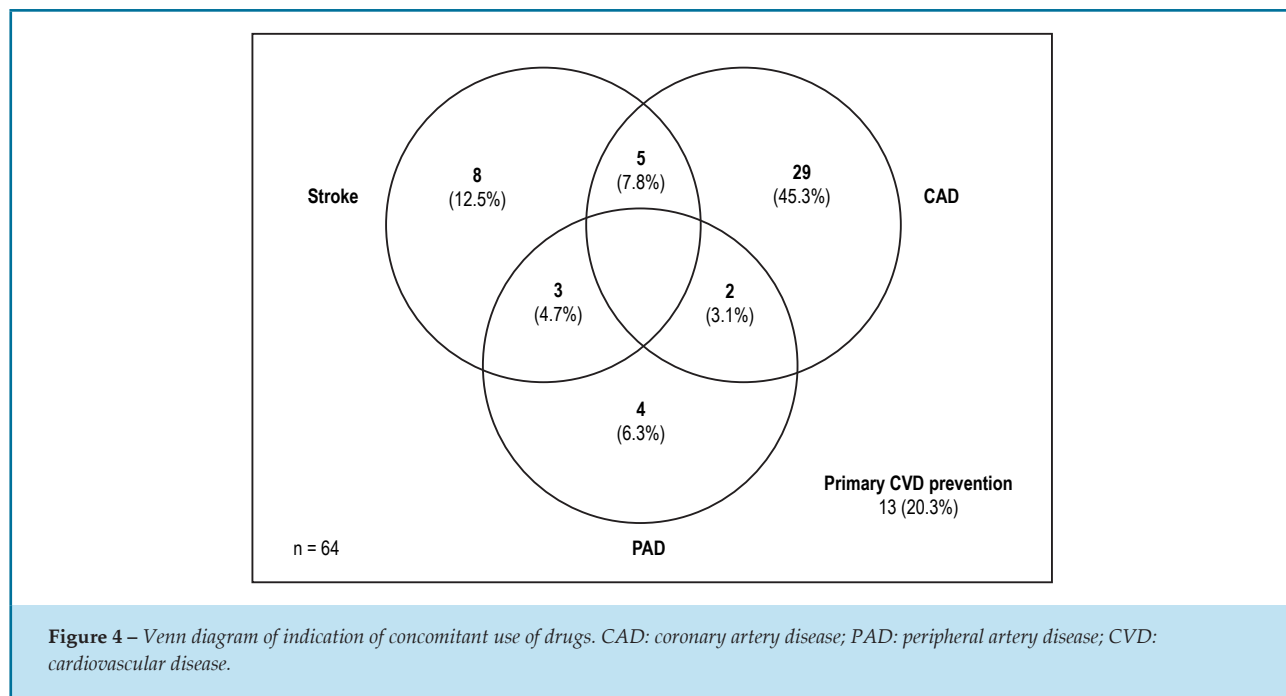 5
8
29
(7.8%)
(12.5%)
(45.3%)
Stroke
CAD
3
2
(4.7%)
(3.1%)
4
(6.3%)
Primary CVD prevention
13 (20.3%)
n = 64
PAD
Figure 4 – Venn diagram of indication of concomitant use of drugs. CAD: coronary artery disease; PAD: peripheral artery disease; CVD:
cardiovascular disease.